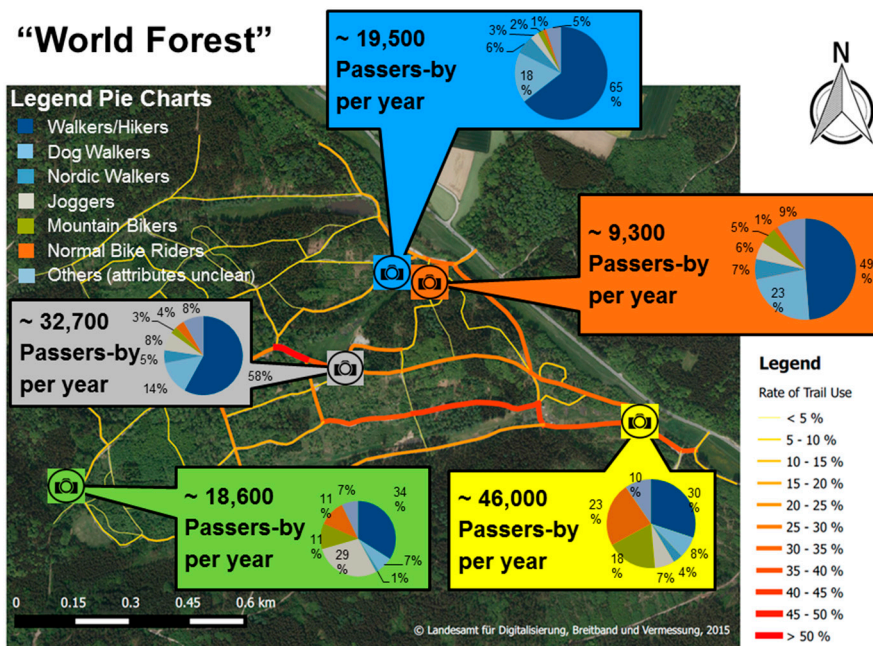 “World Forest”
N
Legend Pie Charts
Walkers/Hikers
Dog Walkers
Nordic Walkers
Joggers
Mountain Bikers
Normal Bike Riders
Others (attributes unclear)
~ 19,500
Passers-by
per year
65
%
18
%
6%
3%
2%
1%
5%
~ 9,300
Passers-by
per year
49
%
23
%
7%
6%
5%
1%
9%
~ 32,700
Passers-by
per year
58%
14%
5%
8%
3%
4%
8%
~ 18,600
Passers-by
per year
34
%
7%
1%
29
%
11
%
11
%
7%
~ 46,000
Passers-by
per year
30
%
8%
4%
7%
18
%
23
%
10
%
Legend
Rate of Trail Use
< 5 %
5 - 10 %
10 - 15 %
15 - 20 %
20 - 25 %
25 - 30 %
30 - 35 %
35 - 40 %
40 - 45 %
45 - 50 %
> 50 %
0 0.15 0.3 0.45 0.6 km
© Landesamt für Digitalisierung, Breitband und Vermessung, 2015